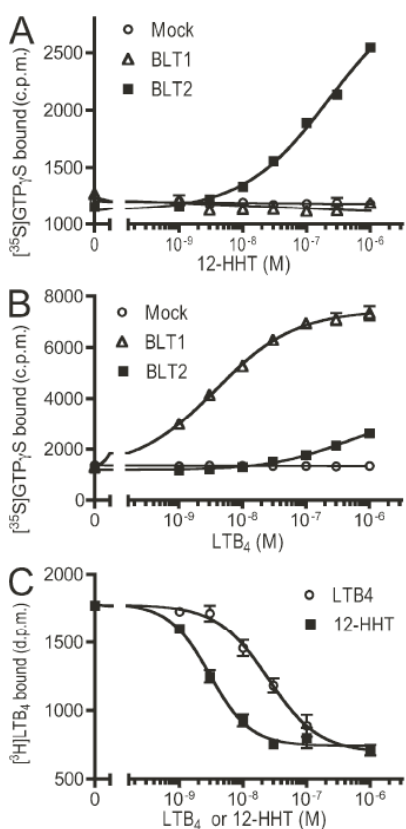 A
[³⁵S]GTPγS bound (c.p.m.)
Mock
BLT1
BLT2
2500
1500
1000
0
10⁻⁹
10⁻⁸
10⁻⁷
10⁻⁶
12-HHT (M)
B
[³⁵S]GTPγS bound (c.p.m.)
Mock
BLT1
BLT2
8000
6000
4000
2000
0
0
10⁻⁹
10⁻⁸
10⁻⁷
10⁻⁶
LTB₄ (M)
C
[³H]LTB₄ bound (d.p.m.)
LTB4
12-HHT
2000
1500
1000
500
0
10⁻⁹
10⁻⁸
10⁻⁷
10⁻⁶
LTB₄ or 12-HHT (M)